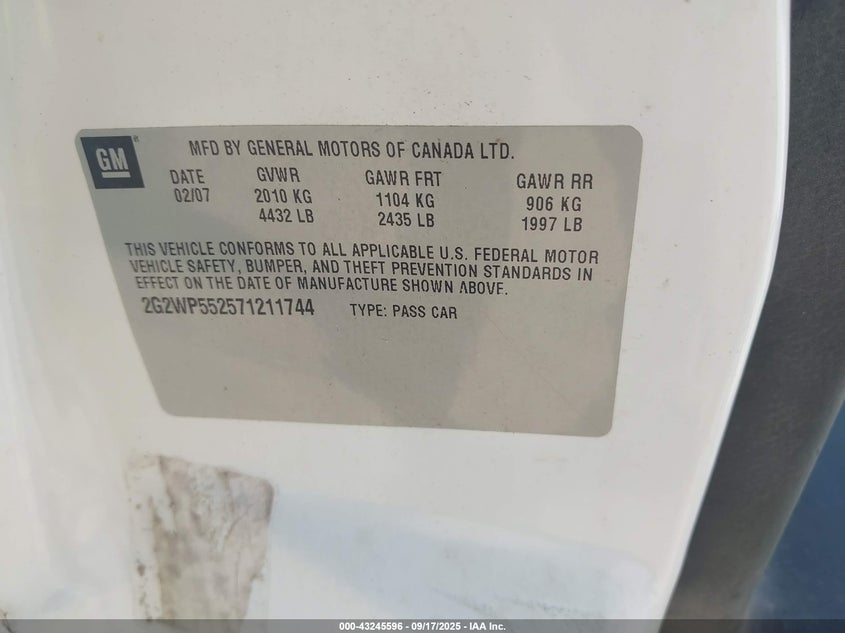 GM
MFD BY GENERAL MOTORS OF CANADA LTD.
DATE GVWR GAWR FRT GAWR RR
02/07 2010 KG 1104 KG 906 KG
4432 LB 2435 LB 1997 LB
THIS VEHICLE CONFORMS TO ALL APPLICABLE U.S. FEDERAL MOTOR
VEHICLE SAFETY, BUMPER, AND THEFT PREVENTION STANDARDS IN
EFFECT ON THE DATE OF MANUFACTURE SHOWN ABOVE.
2G2WP552571211744 TYPE: PASS CAR
000-43245596 - 09/17/2025 - IAA Inc.